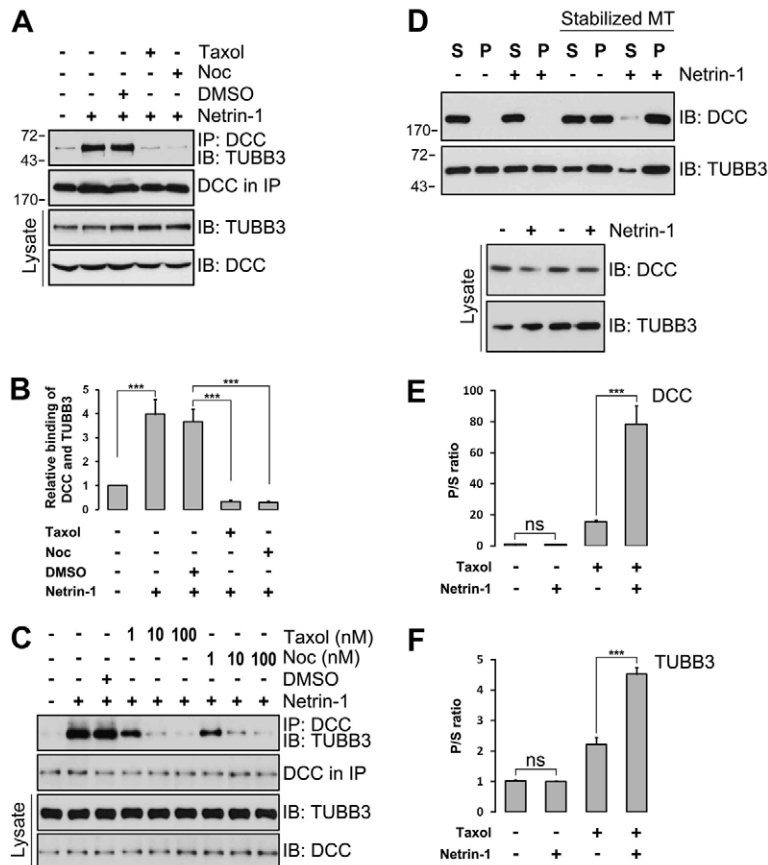 A
- - - + - Taxol
- - - - + Noc
- - + - - DMSO
- + + + + Netrin-1
72-
43-
IP: DCC
IB: TUBB3
170-
DCC in IP
Lysate
IB: TUBB3
IB: DCC
B
Relative binding of
DCC and TUBB3
5
4
3
2
1
0
***
***
***
Taxol - - - + -
Noc - - - - +
DMSO - - + - -
Netrin-1 - + + + +
C
- - - 1 10 100 - - - Taxol (nM)
- - - - - - 1 10 100 Noc (nM)
- - + - - - - - - DMSO
- + + + + + + + + Netrin-1
IP: DCC
IB: TUBB3
DCC in IP
Lysate
IB: TUBB3
IB: DCC
D
Stabilized MT
S P S P S P S P
- - + + - - + + Netrin-1
170-
IB: DCC
72-
43-
IB: TUBB3
- + - + Netrin-1
Lysate
IB: DCC
IB: TUBB3
E
DCC
P/S ratio
100
80
60
40
20
0
ns
***
Taxol - - + +
Netrin-1 - + - +
F
TUBB3
P/S ratio
5
4
3
2
1
0
ns
***
Taxol - - + +
Netrin-1 - + - +